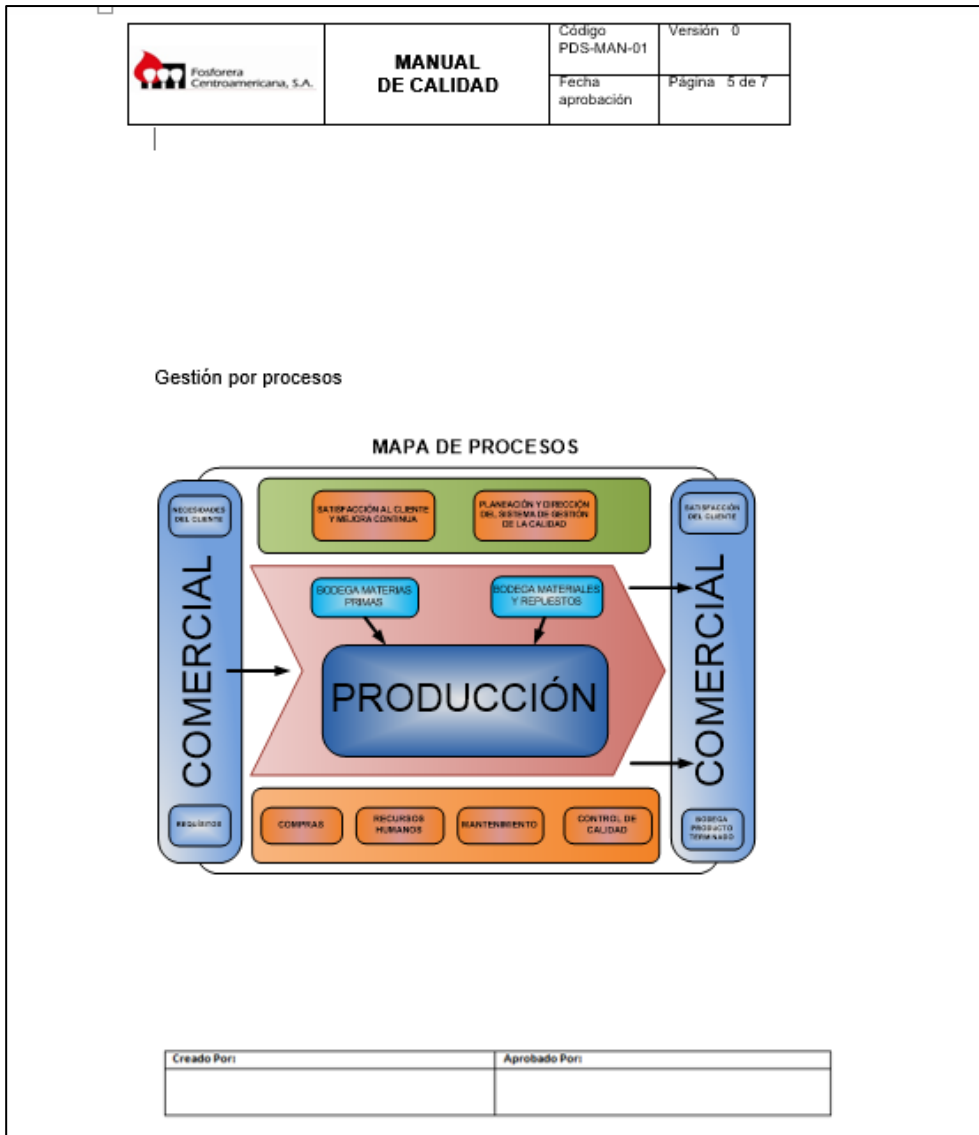 Fosforera
Centroamericana, S.A.
MANUAL
DE CALIDAD
Código
PDS-MAN-01
Versión 0
Fecha
aprobación
Página 5 de 7
Gestión por procesos
MAPA DE PROCESOS
NECESIDADES
DEL CLIENTE
COMERCIAL
REQUÍSITOS
SATISFACCIÓN AL CLIENTE
Y MEJORA CONTINUA
PLANEACIÓN Y DIRECCIÓN
DEL SISTEMA DE GESTIÓN
DE LA CALIDAD
BODEGA MATERIAS
PRIMAS
BODEGA MATERIALES
Y REPUESTOS
PRODUCCIÓN
COMPRAS
RECURSOS
HUMANOS
MANTENIMIENTO
CONTROL DE
CALIDAD
SATISFACCIÓN
DEL CLIENTE
COMERCIAL
BODEGA
PRODUCTO
TERMINADO
Creado Por:
Aprobado Por: